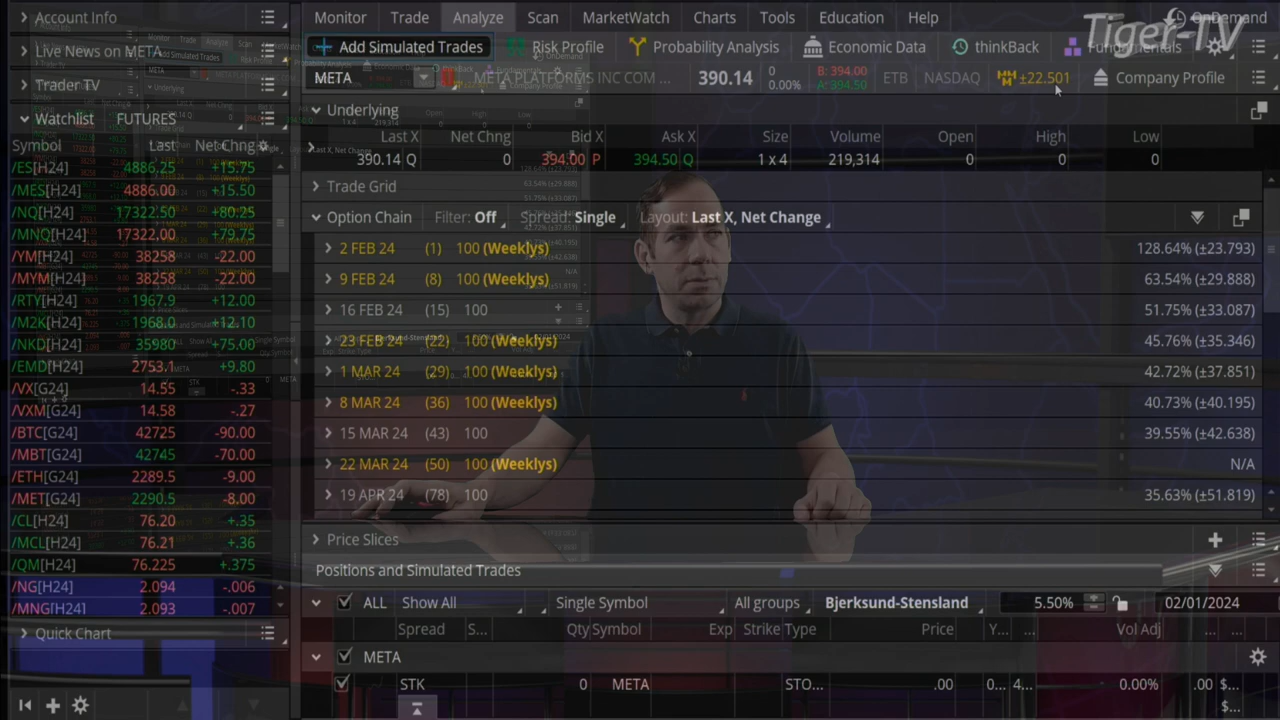 Account Info
Live News on META
Trader TV
Watchlist FUTURES
Symbol Last Net Chng
/ES[H24] 4886.25 +15.75
/MES[H24] 4886.00 +15.50
/NQ[H24] 17322.50 +80.25
/MNQ[H24] 17322.00 +79.75
/YM[H24] 38258 -22.00
/MYM[H24] 38258 -22.00
/RTY[H24] 1967.9 +12.00
/M2K[H24] 1968.0 +12.10
/NKD[H24] 35980 +75.00
/EMD[H24] 2753.1 +9.80
/VX[G24] 14.55 -.33
/VXM[G24] 14.58 -.27
/BTC[G24] 42725 -90.00
/MBT[G24] 42745 -70.00
/ETH[G24] 2289.5 -9.00
/MET[G24] 2290.5 -8.00
/CL[H24] 76.20 +.35
/MCL[H24] 76.21 +.36
/QM[H24] 76.225 +.375
/NG[H24] 2.094 -.006
/MNG[H24] 2.093 -.007
Quick Chart
Monitor Trade Analyze Scan MarketWatch Charts Tools Education Help OnDemand
Tiger-TV
Add Simulated Trades Risk Profile Probability Analysis Economic Data thinkBack Fundamentals
META META PLATFORMS INC COM ... 390.14 0 0.00% B: 394.00 A: 394.50 ETB NASDAQ ±22.501 Company Profile
Underlying
Last X Net Chng Bid X Ask X Size Volume Open High Low
390.14 Q 0 394.00 P 394.50 Q 1 x 4 219,314 0 0 0
Trade Grid
Option Chain Filter: Off Spread: Single Layout: Last X, Net Change
2 FEB 24 (1) 100 (Weeklys) 128.64% (±23.793)
9 FEB 24 (8) 100 (Weeklys) 63.54% (±29.888)
16 FEB 24 (15) 100 51.75% (±33.087)
23 FEB 24 (22) 100 (Weeklys) 45.76% (±35.346)
1 MAR 24 (29) 100 (Weeklys) 42.72% (±37.851)
8 MAR 24 (36) 100 (Weeklys) 40.73% (±40.195)
15 MAR 24 (43) 100 39.55% (±42.638)
22 MAR 24 (50) 100 (Weeklys) N/A
19 APR 24 (78) 100 35.63% (±51.819)
Price Slices
Positions and Simulated Trades
ALL Show All Single Symbol All groups Bjerksund-Stensland 5.50% 02/01/2024
Spread S... Qty Symbol Exp Strike Type Price Y... ... Vol Adj ... ...
META
STK 0 META STO... .00 0... 4... 0.00% .00 $...
$...